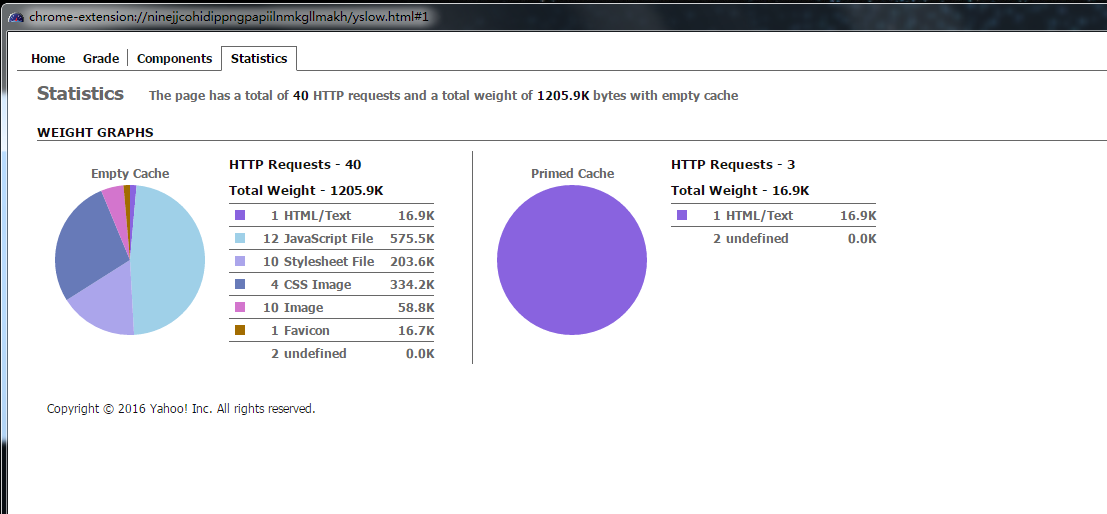 chrome-extension://ninejjcohidippngpapiilnmkgllmakh/yslow.html#1
Home Grade Components Statistics
Statistics The page has a total of 40 HTTP requests and a total weight of 1205.9K bytes with empty cache
WEIGHT GRAPHS
Empty Cache
HTTP Requests - 40
Total Weight - 1205.9K
1 HTML/Text 16.9K
12 JavaScript File 575.5K
10 Stylesheet File 203.6K
4 CSS Image 334.2K
10 Image 58.8K
1 Favicon 16.7K
2 undefined 0.0K
Primed Cache
HTTP Requests - 3
Total Weight - 16.9K
1 HTML/Text 16.9K
2 undefined 0.0K
Copyright © 2016 Yahoo! Inc. All rights reserved.